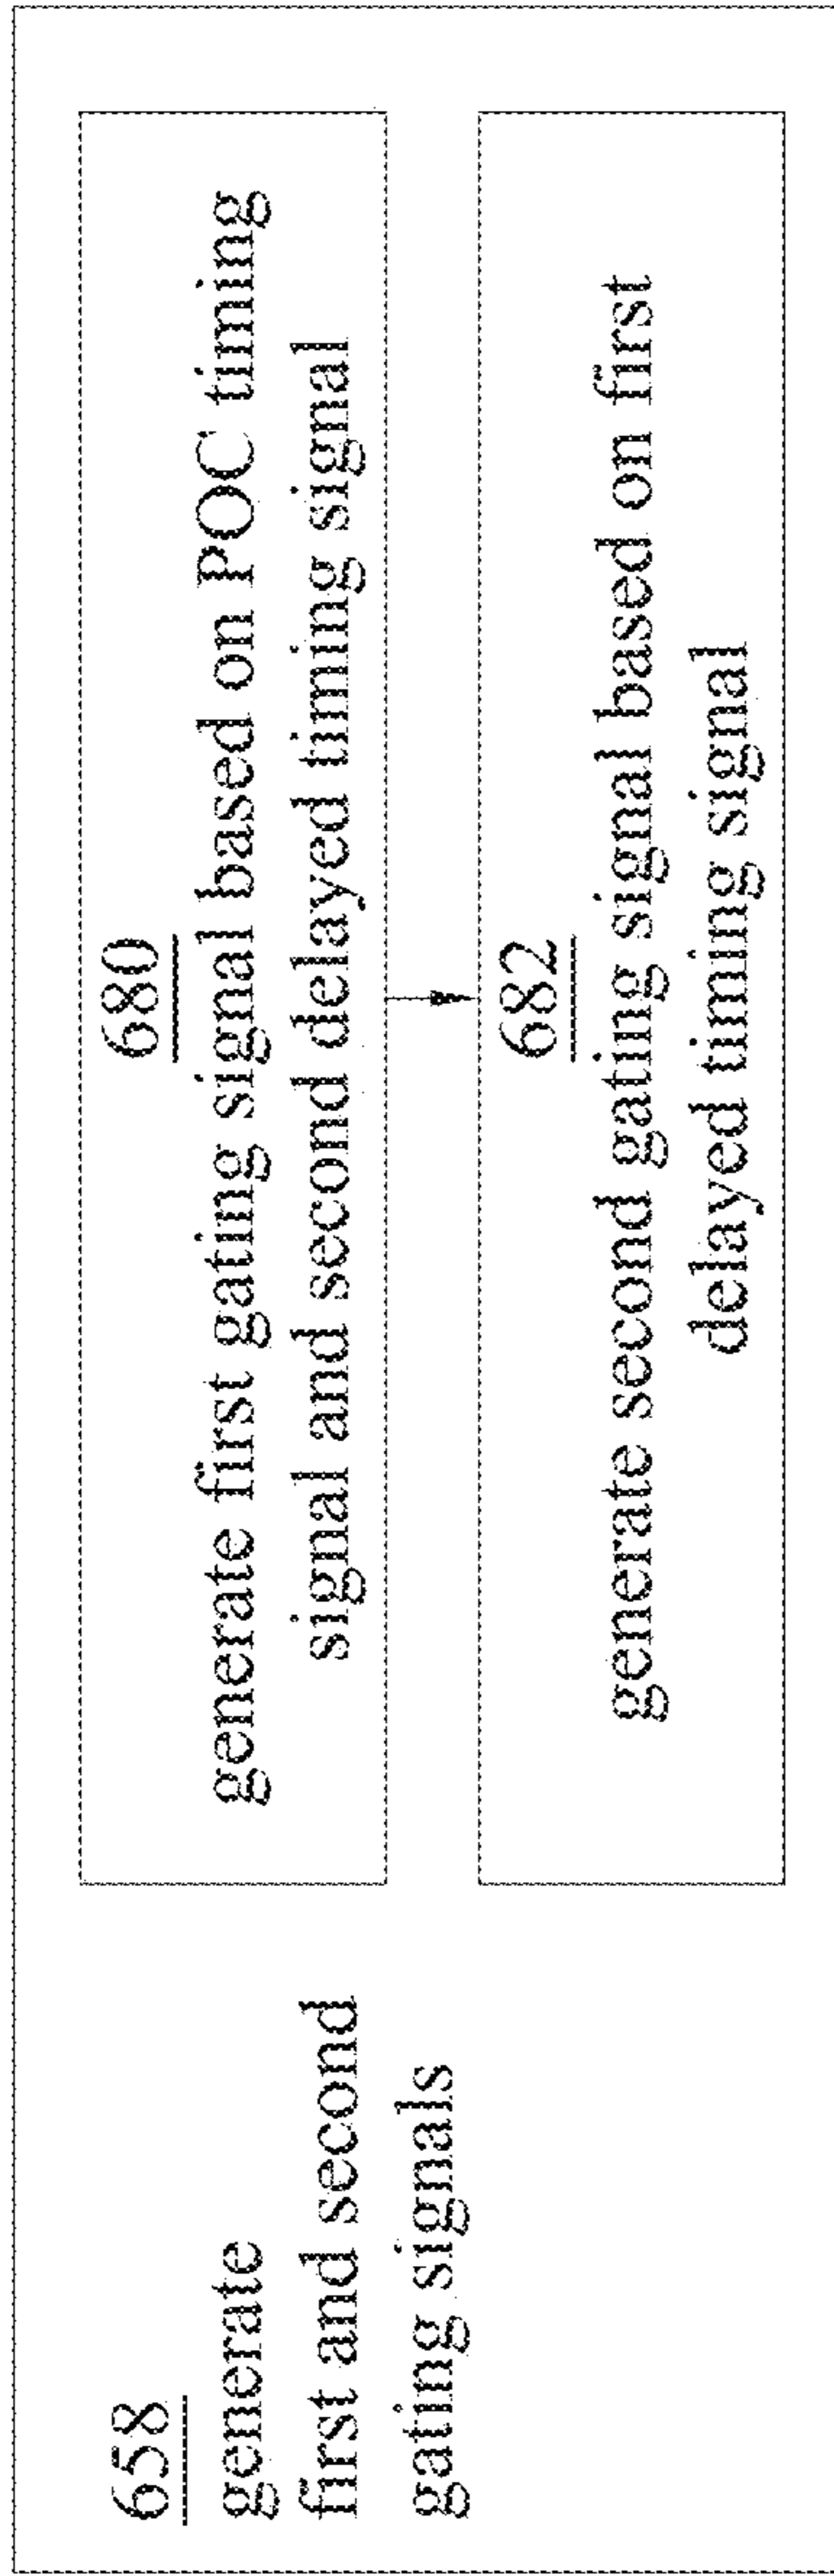 658
generate
first and second
gating signals
680
generate first gating signal based on POC timing
signal and second delayed timing signal
682
generate second gating signal based on first
delayed timing signal